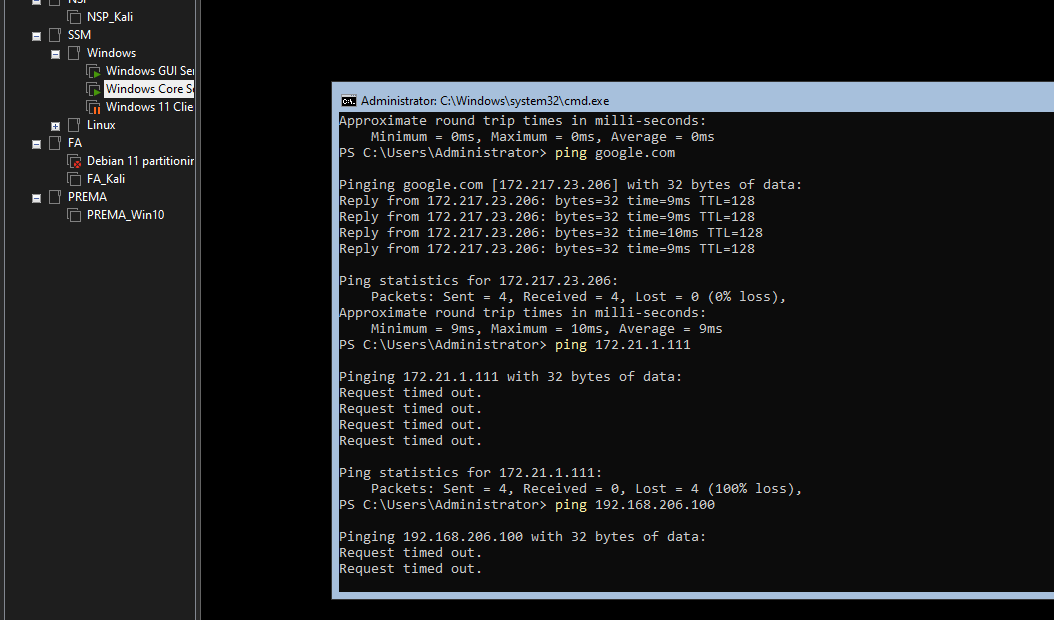 NSP
NSP_Kali
SSM
Windows
Windows GUI Ser
Windows Core S
Windows 11 Clie
Linux
FA
Debian 11 partitionin
FA_Kali
PREMA
PREMA_Win10
Administrator: C:\Windows\system32\cmd.exe
Approximate round trip times in milli-seconds:
    Minimum = 0ms, Maximum = 0ms, Average = 0ms
PS C:\Users\Administrator> ping google.com
Pinging google.com [172.217.23.206] with 32 bytes of data:
Reply from 172.217.23.206: bytes=32 time=9ms TTL=128
Reply from 172.217.23.206: bytes=32 time=9ms TTL=128
Reply from 172.217.23.206: bytes=32 time=10ms TTL=128
Reply from 172.217.23.206: bytes=32 time=9ms TTL=128
Ping statistics for 172.217.23.206:
    Packets: Sent = 4, Received = 4, Lost = 0 (0% loss),
Approximate round trip times in milli-seconds:
    Minimum = 9ms, Maximum = 10ms, Average = 9ms
PS C:\Users\Administrator> ping 172.21.1.111
Pinging 172.21.1.111 with 32 bytes of data:
Request timed out.
Request timed out.
Request timed out.
Request timed out.
Ping statistics for 172.21.1.111:
    Packets: Sent = 4, Received = 0, Lost = 4 (100% loss),
PS C:\Users\Administrator> ping 192.168.206.100
Pinging 192.168.206.100 with 32 bytes of data:
Request timed out.
Request timed out.